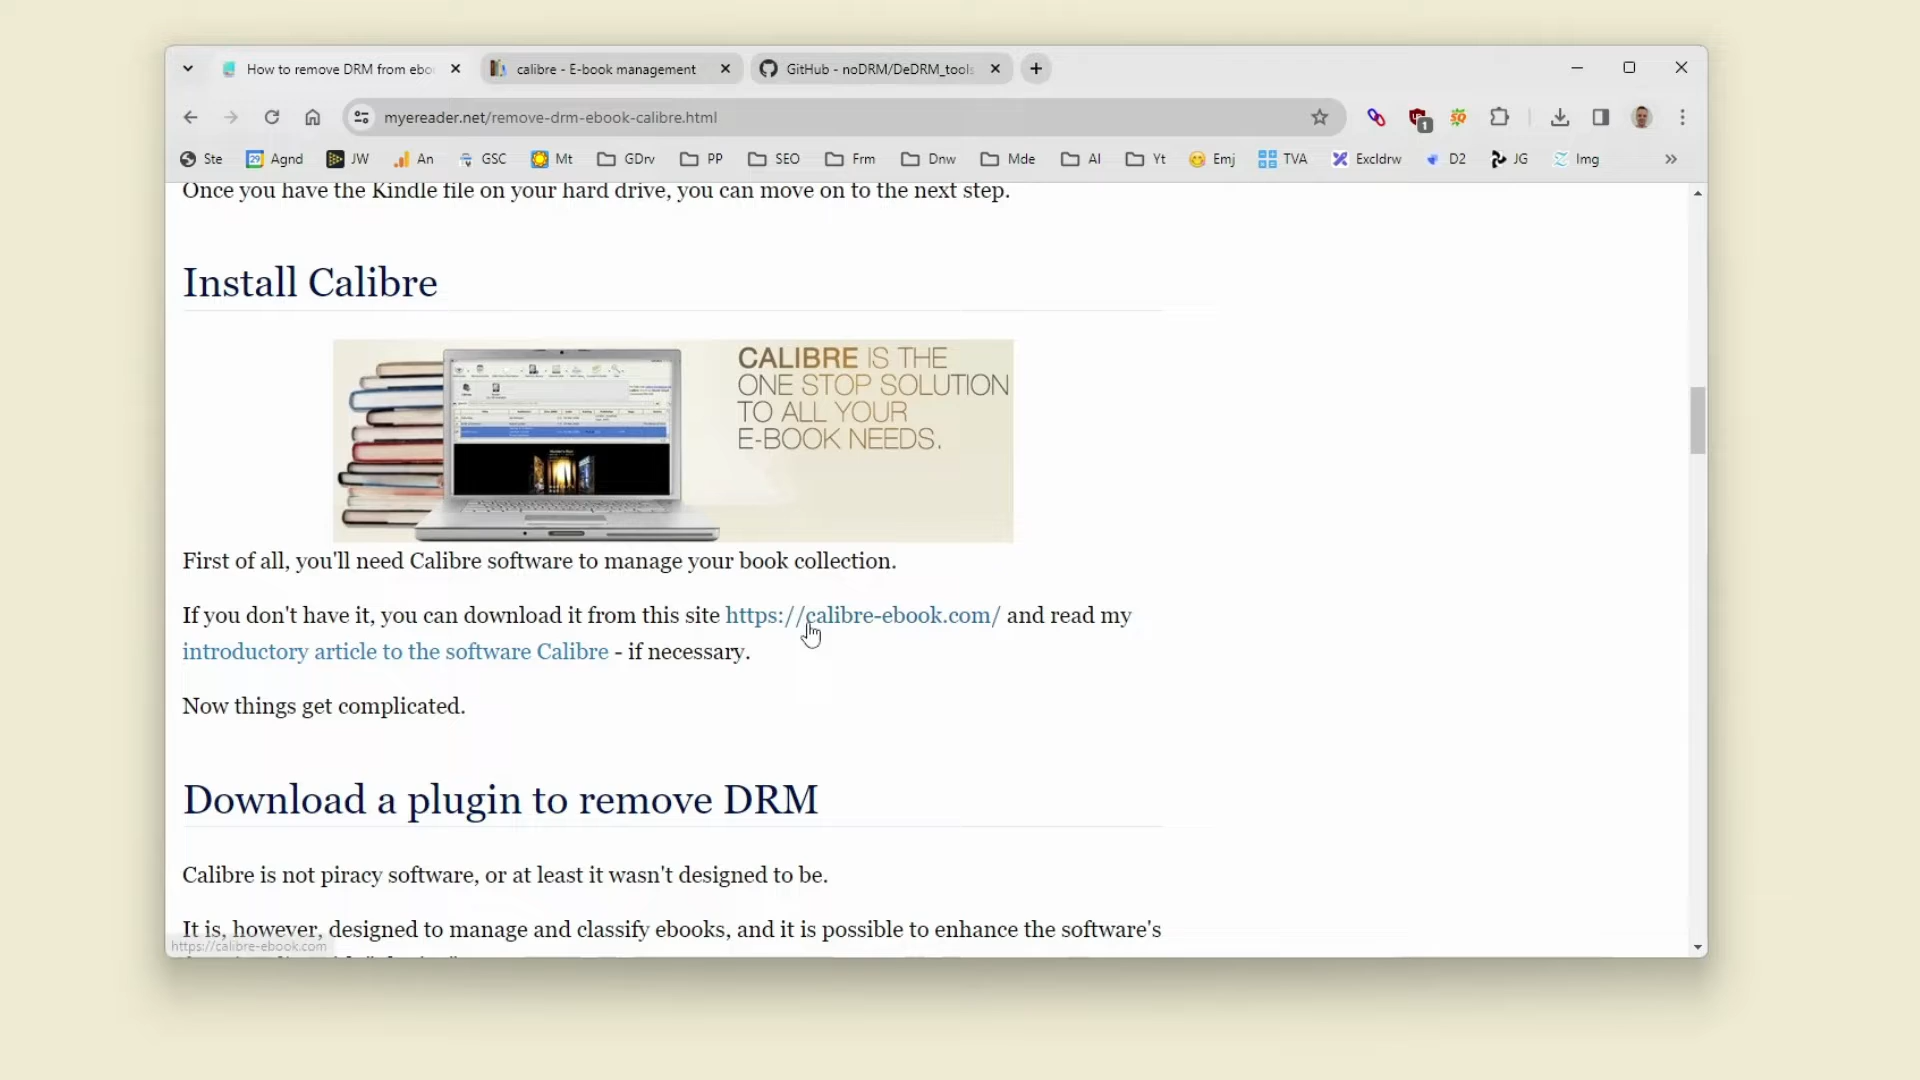 How to remove DRM from ebo
calibre - E-book management
GitHub - noDRM/DeDRM_tools
myereader.net/remove-drm-ebook-calibre.html
1
Ste
29 Agnd
JW
An
GSC
Mt
GDrv
PP
SEO
Frm
Dnw
Mde
AI
Yt
Emj
TVA
Excldrw
D2
JG
Img
Once you have the Kindle file on your hard drive, you can move on to the next step.
Install Calibre
CALIBRE IS THE
ONE STOP SOLUTION
TO ALL YOUR
E-BOOK NEEDS.
First of all, you'll need Calibre software to manage your book collection.
If you don't have it, you can download it from this site https://calibre-ebook.com/ and read my
introductory article to the software Calibre - if necessary.
Now things get complicated.
Download a plugin to remove DRM
Calibre is not piracy software, or at least it wasn't designed to be.
It is, however, designed to manage and classify ebooks, and it is possible to enhance the software's
https://calibre-ebook.com